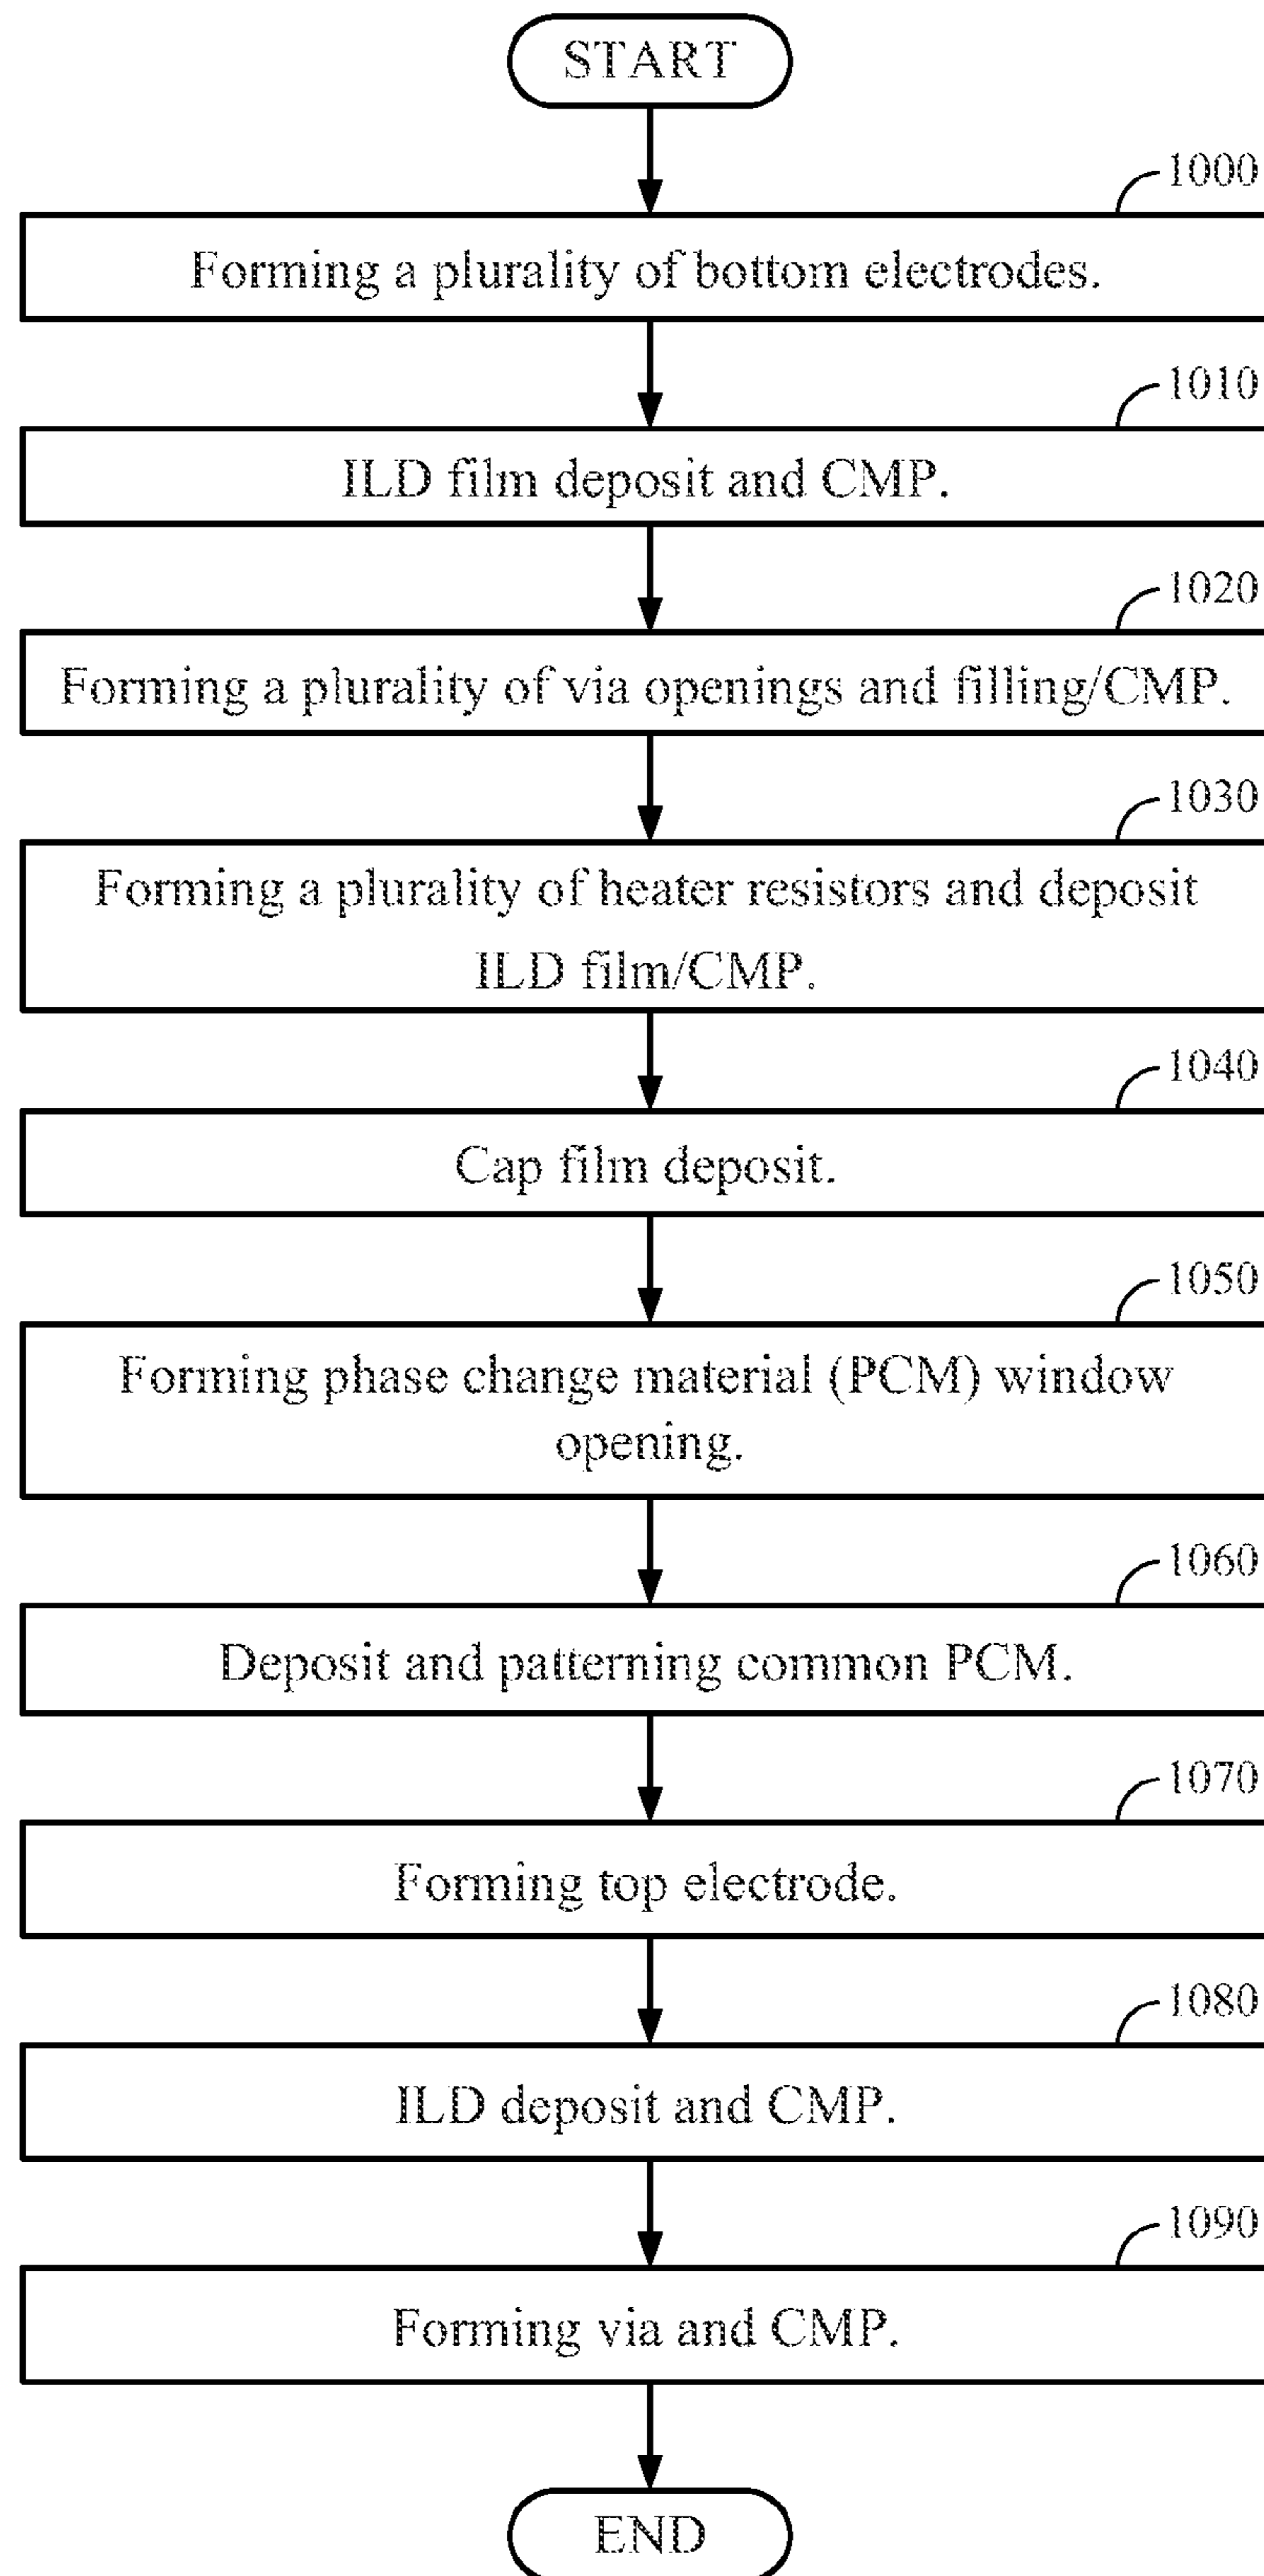 START
1000
Forming a plurality of bottom electrodes.
1010
ILD film deposit and CMP.
1020
Forming a plurality of via openings and filling/CMP.
1030
Forming a plurality of heater resistors and deposit
ILD film/CMP.
1040
Cap film deposit.
1050
Forming phase change material (PCM) window
opening.
1060
Deposit and patterning common PCM.
1070
Forming top electrode.
1080
ILD deposit and CMP.
1090
Forming via and CMP.
END